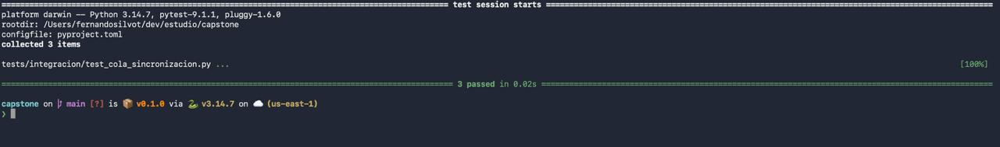 ============================= test session starts =============================
platform darwin -- Python 3.14.7, pytest-9.1.1, pluggy-1.6.0
rootdir: /Users/fernandosilvot/dev/estudio/capstone
configfile: pyproject.toml
collected 3 items
tests/integracion/test_cola_sincronizacion.py ... [100%]
============================= 3 passed in 0.02s =============================
capstone on main [?] is 📦 v0.1.0 via 🐍 v3.14.7 on ☁️ (us-east-1)
❯